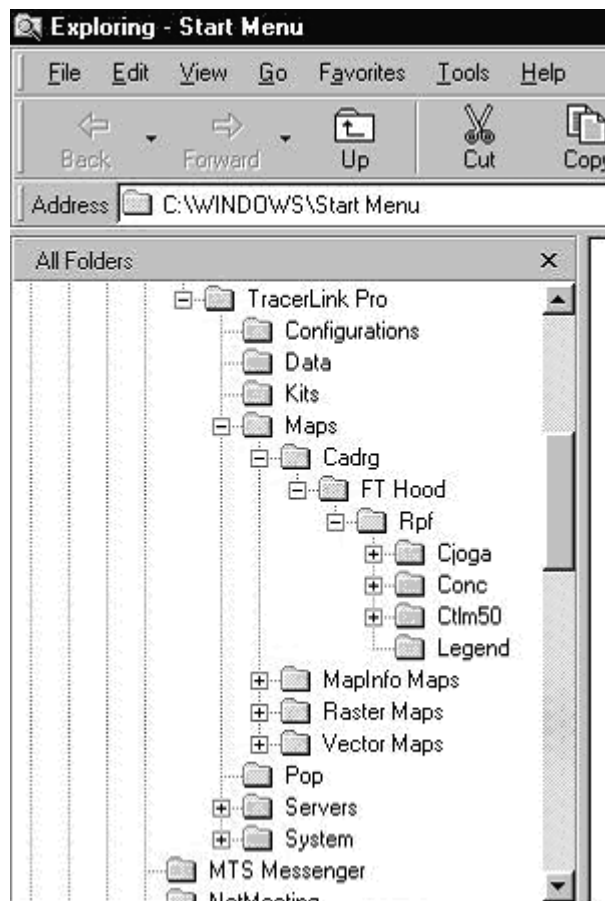 Exploring - Start Menu
File Edit View Go Favorites Tools Help
Back Forward Up Cut Copy
Address C:\WINDOWS\Start Menu
All Folders
TracerLink Pro
Configurations
Data
Kits
Maps
Cadrg
FT Hood
Rpf
Cjoga
Conc
Ctlm50
Legend
MapInfo Maps
Raster Maps
Vector Maps
Pop
Servers
System
MTS Messenger
NetMeeting